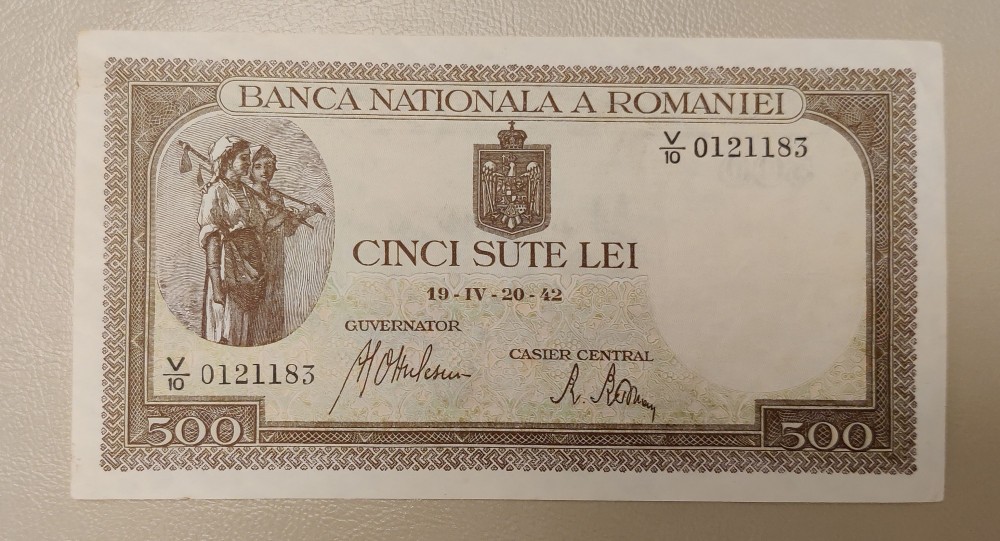 BANCA NATIONALA A ROMANIEI
V/10 0121183
CINCI SUTE LEI
19-IV-20-42
GUVERNATOR
CASIER CENTRAL
V/10 0121183
500 500